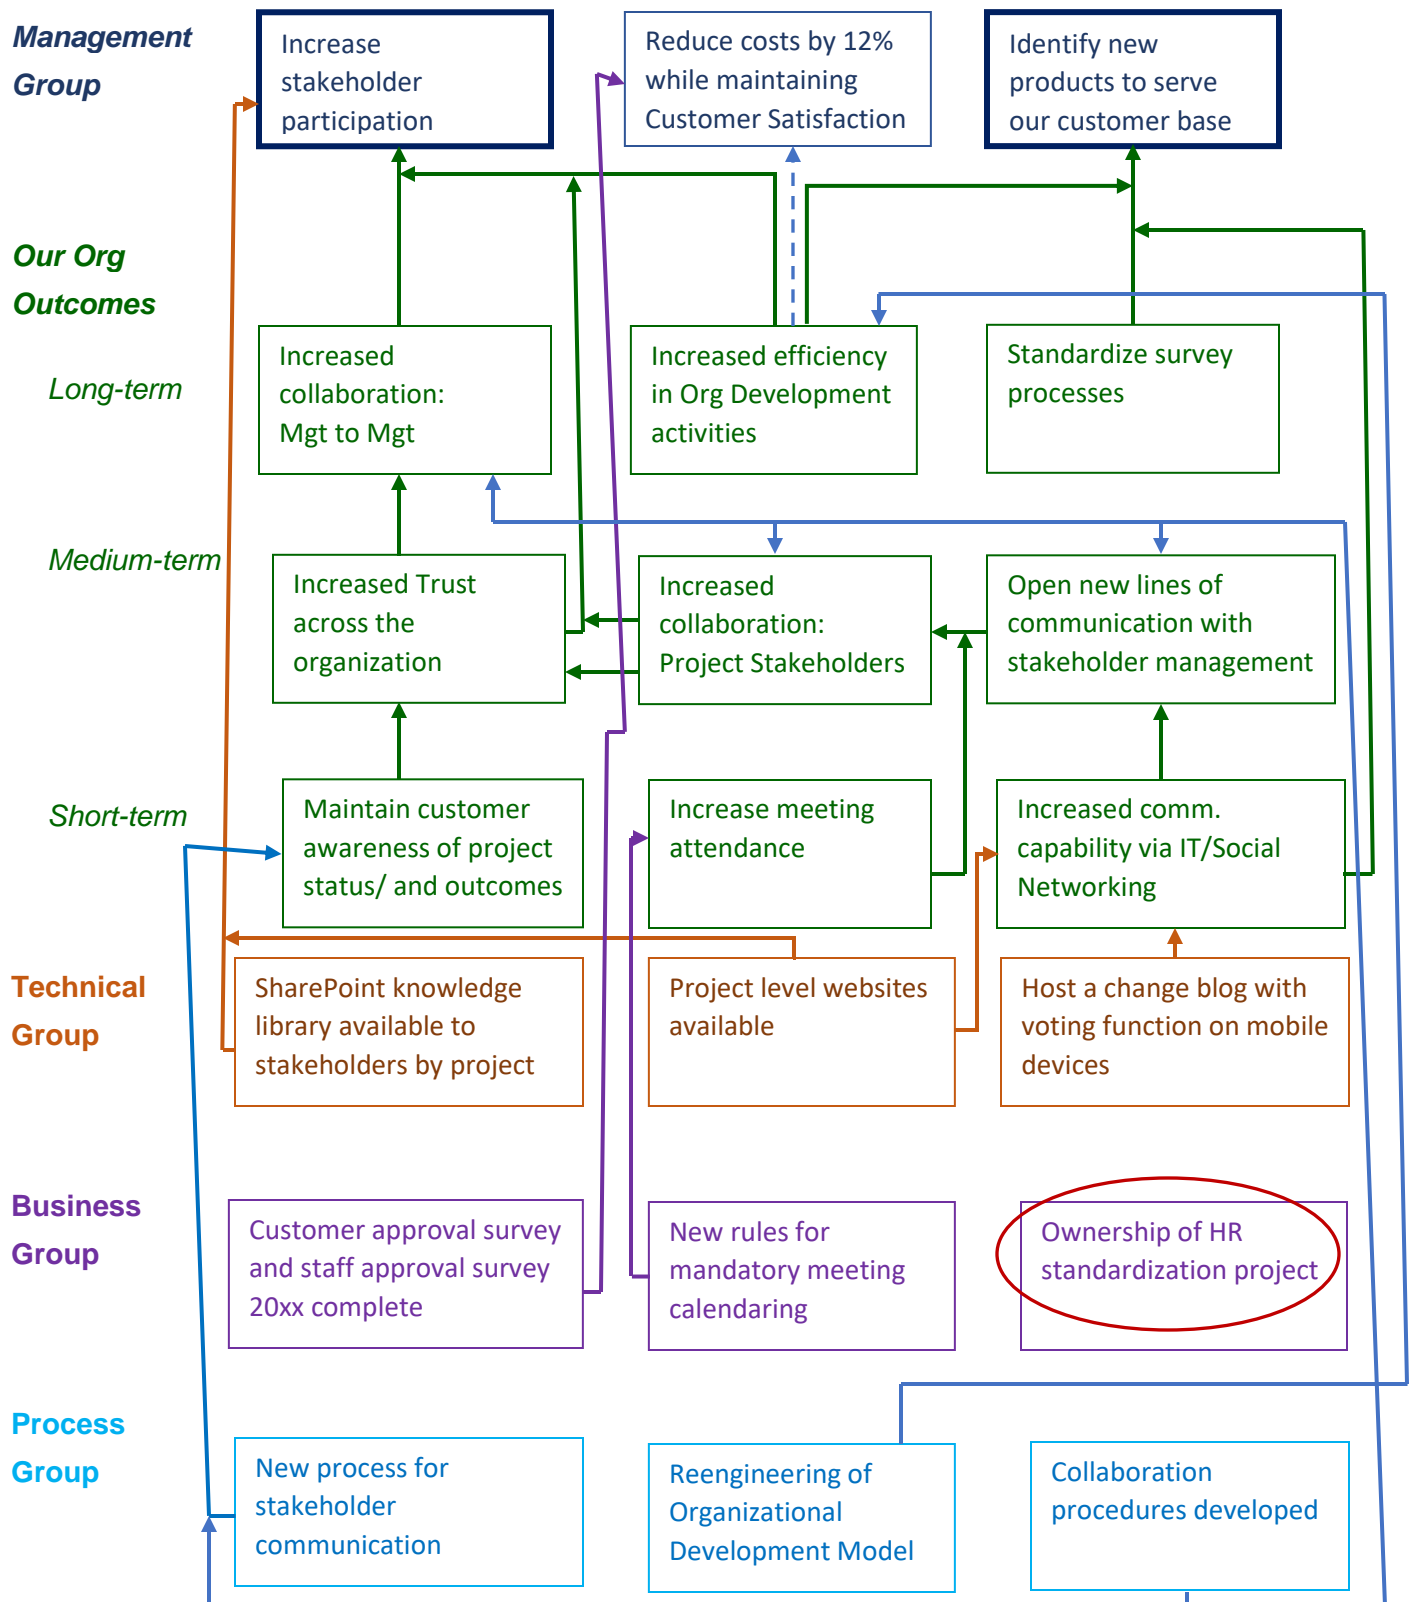 Management
Group
Increase
stakeholder
participation
Reduce costs by 12%
while maintaining
Customer Satisfaction
Identify new
products to serve
our customer base
Our Org
Outcomes
Long-term
Increased
collaboration:
Mgt to Mgt
Increased efficiency
in Org Development
activities
Standardize survey
processes
Medium-term
Increased Trust
across the
organization
Increased
collaboration:
Project Stakeholders
Open new lines of
communication with
stakeholder management
Short-term
Maintain customer
awareness of project
status/ and outcomes
Increase meeting
attendance
Increased comm.
capability via IT/Social
Networking
Technical
Group
SharePoint knowledge
library available to
stakeholders by project
Project level websites
available
Host a change blog with
voting function on mobile
devices
Business
Group
Customer approval survey
and staff approval survey
20xx complete
New rules for
mandatory meeting
calendaring
Ownership of HR
standardization project
Process
Group
New process for
stakeholder
communication
Reengineering of
Organizational
Development Model
Collaboration
procedures developed